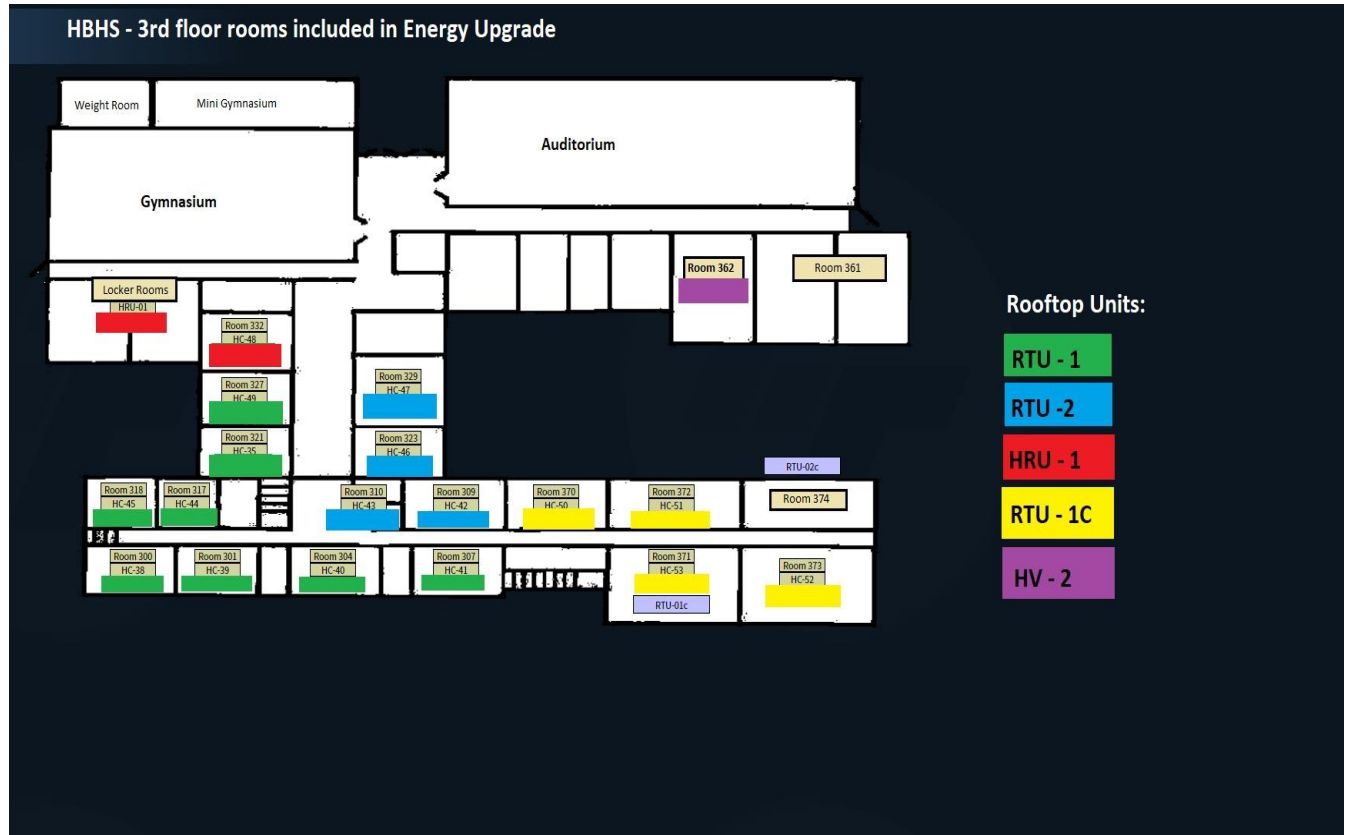 HBHS - 3rd floor rooms included in Energy Upgrade
Weight Room
Mini Gymnasium
Auditorium
Gymnasium
Room 362
Room 361
Locker Rooms
HRU-01
Room 332
HC-48
Room 327
HC-49
Room 329
HC-47
Room 321
HC-35
Room 323
HC-46
RTU-02c
Room 318
HC-45
Room 317
HC-44
Room 310
HC-43
Room 309
HC-42
Room 370
HC-50
Room 372
HC-51
Room 374
Room 300
HC-38
Room 301
HC-39
Room 304
HC-40
Room 307
HC-41
Room 371
HC-53
RTU-01c
Room 373
HC-52
Rooftop Units:
RTU - 1
RTU -2
HRU - 1
RTU - 1C
HV - 2